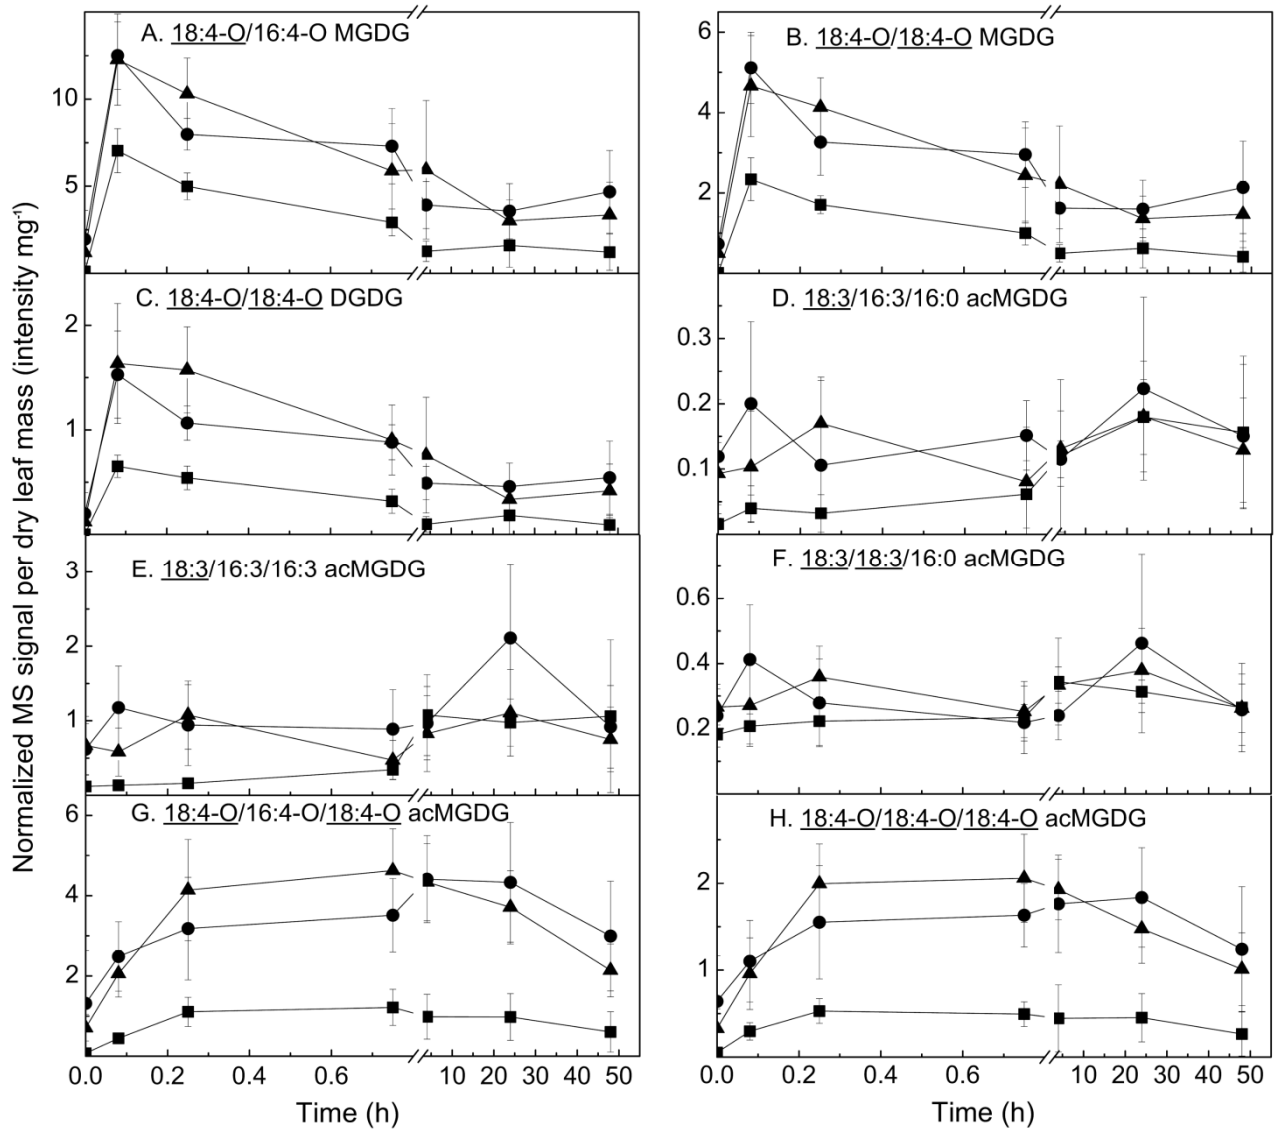 Normalized MS signal per dry leaf mass (intensity mg⁻¹)
A. 18:4-O/16:4-O MGDG
10
5
B. 18:4-O/18:4-O MGDG
6
4
2
C. 18:4-O/18:4-O DGDG
2
1
D. 18:3/16:3/16:0 acMGDG
0.3
0.2
0.1
E. 18:3/16:3/16:3 acMGDG
3
2
1
F. 18:3/18:3/16:0 acMGDG
0.6
0.4
0.2
G. 18:4-O/16:4-O/18:4-O acMGDG
6
4
2
H. 18:4-O/18:4-O/18:4-O acMGDG
2
1
0.0 0.2 0.4 0.6 10 20 30 40 50
0.0 0.2 0.4 0.6 10 20 30 40 50
Time (h)
Time (h)